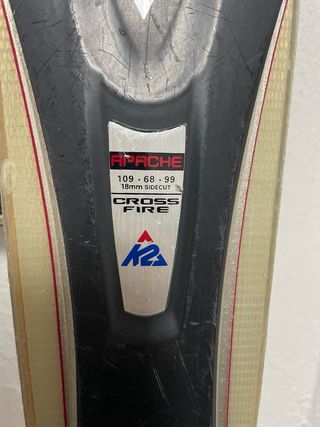 APACHE
109 · 68 · 99
18mm SIDECUT
CROSS
FIRE
K2